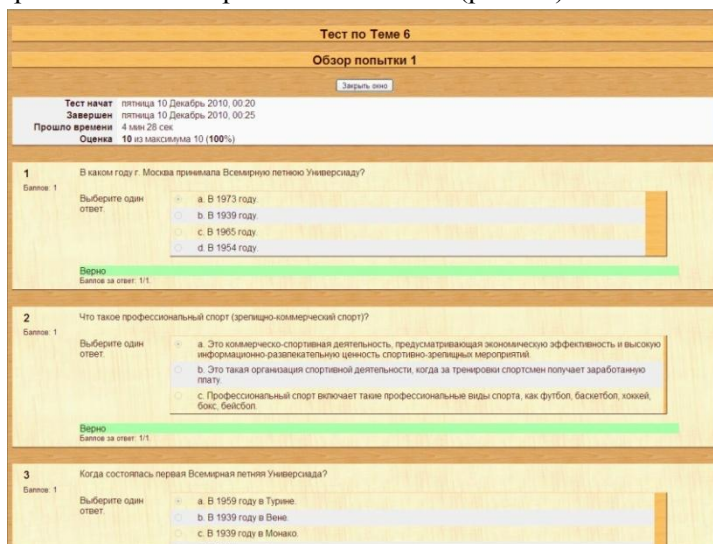 Тест по Теме 6
Обзор попытки 1
Закрыть окно
Тест начат пятница 10 Декабрь 2010, 00:20
Завершен пятница 10 Декабрь 2010, 00:25
Прошло времени 4 мин 28 сек
Оценка 10 из максимума 10 (100%)
1 В каком году г. Москва принимала Всемирную летнюю Универсиаду?
Баллов: 1
Выберите один ответ.
a. В 1973 году.
b. В 1939 году.
c. В 1965 году.
d. В 1954 году.
Верно
Баллов за ответ: 1/1.
2 Что такое профессиональный спорт (зрелищно-коммерческий спорт)?
Баллов: 1
Выберите один ответ.
a. Это коммерческо-спортивная деятельность, предусматривающая экономическую эффективность и высокую
информационно-развлекательную ценность спортивно-зрелищных мероприятий.
b. Это такая организация спортивной деятельности, когда за тренировки спортсмен получает заработанную
плату.
c. Профессиональный спорт включает такие профессиональные виды спорта, как футбол, баскетбол, хоккей,
бокс, бейсбол.
Верно
Баллов за ответ: 1/1.
3 Когда состоялась первая Всемирная летняя Универсиада?
Баллов: 1
Выберите один ответ.
a. В 1959 году в Турине.
b. В 1939 году в Вене.
c. В 1939 году в Монако.